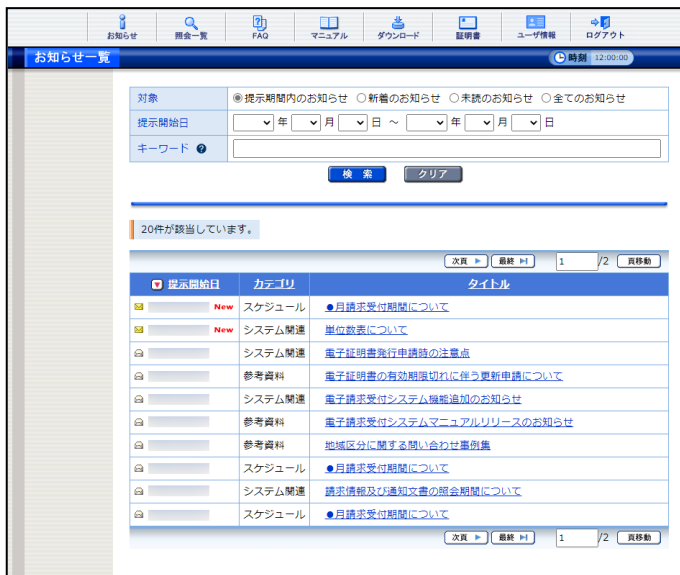 お知らせ 照会一覧 FAQ マニュアル ダウンロード 証明書 ユーザ情報 ログアウト
お知らせ一覧 時刻 12:00:00
対象 提示期間内のお知らせ 新着のお知らせ 未読のお知らせ 全てのお知らせ
提示開始日 年 月 日 ～ 年 月 日
キーワード ?
検 索 クリア
20件が該当しています。
次頁 最終 1 /2 頁移動
提示開始日 カテゴリ タイトル
New スケジュール ●月請求受付期間について
New システム関連 単位数表について
システム関連 電子証明書発行申請時の注意点
参考資料 電子証明書の有効期限切れに伴う更新申請について
システム関連 電子請求受付システム機能追加のお知らせ
参考資料 電子請求受付システムマニュアルリリースのお知らせ
参考資料 地域区分に関する問い合わせ事例集
スケジュール ●月請求受付期間について
システム関連 請求情報及び通知文書の照会期間について
スケジュール ●月請求受付期間について
次頁 最終 1 /2 頁移動